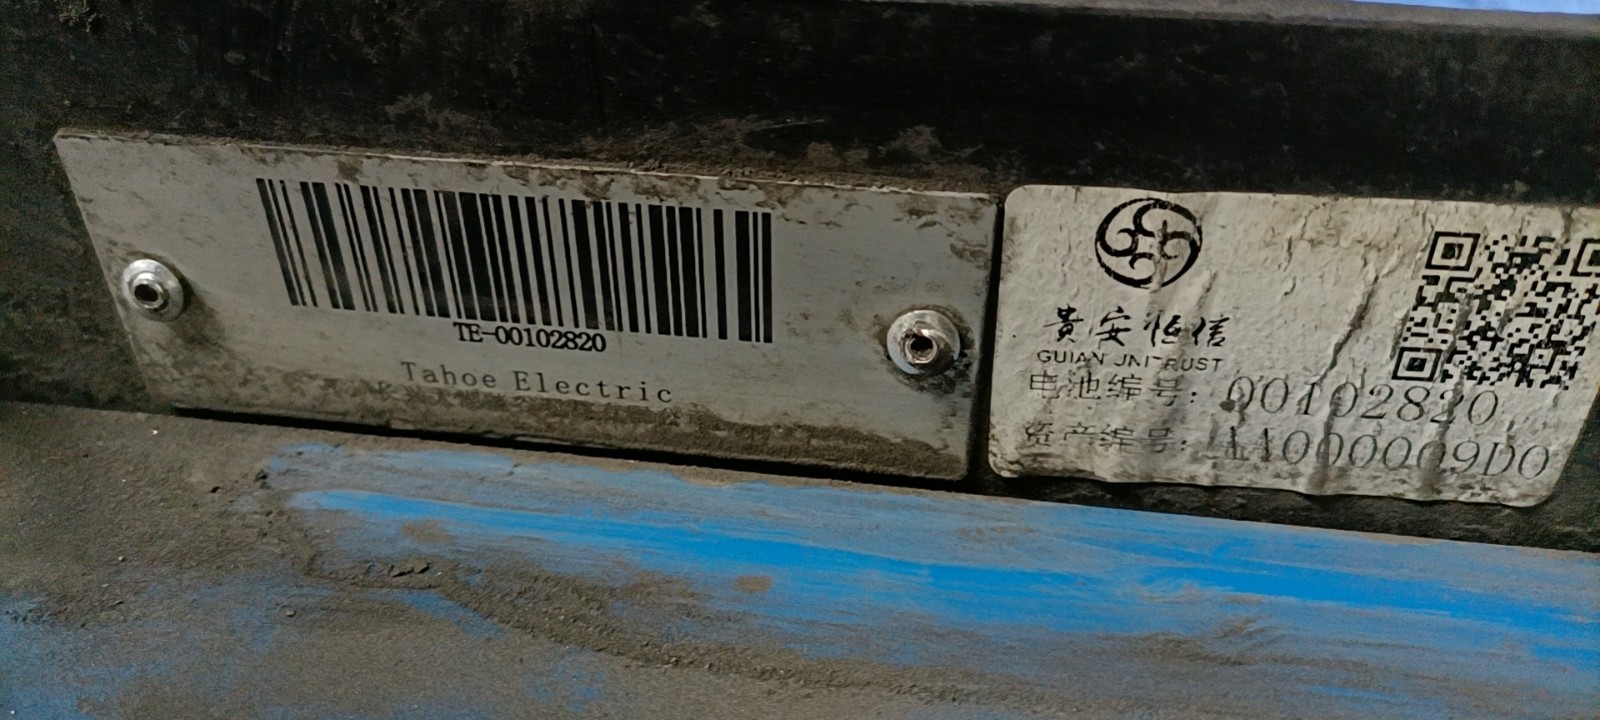 TE-00102820
Tahoe Electric
贵安恒信
GUIAN UNITRUST
电池编号: 00102820
资产编号: AA000009D0